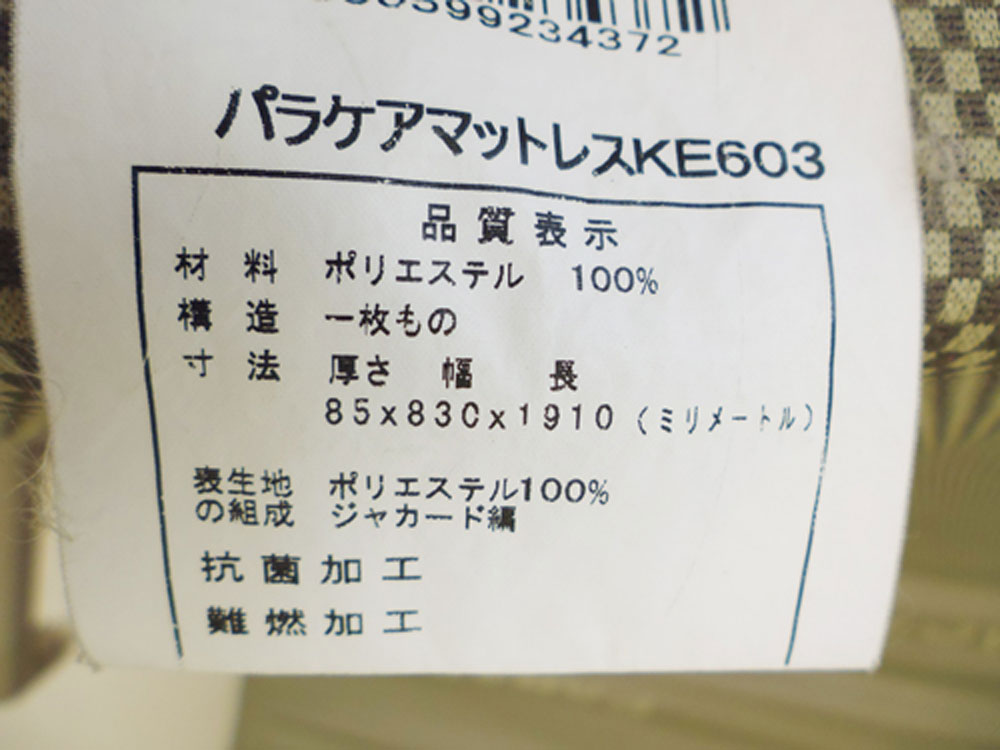 0599234372
パラケアマットレスKE603
品質表示
材料 ポリエステル 100%
構造 一枚もの
寸法 厚さ 幅 長
85x830x1910(ミリメートル)
表生地 ポリエステル100%
の組成 ジャカード編
抗菌加工
難燃加工